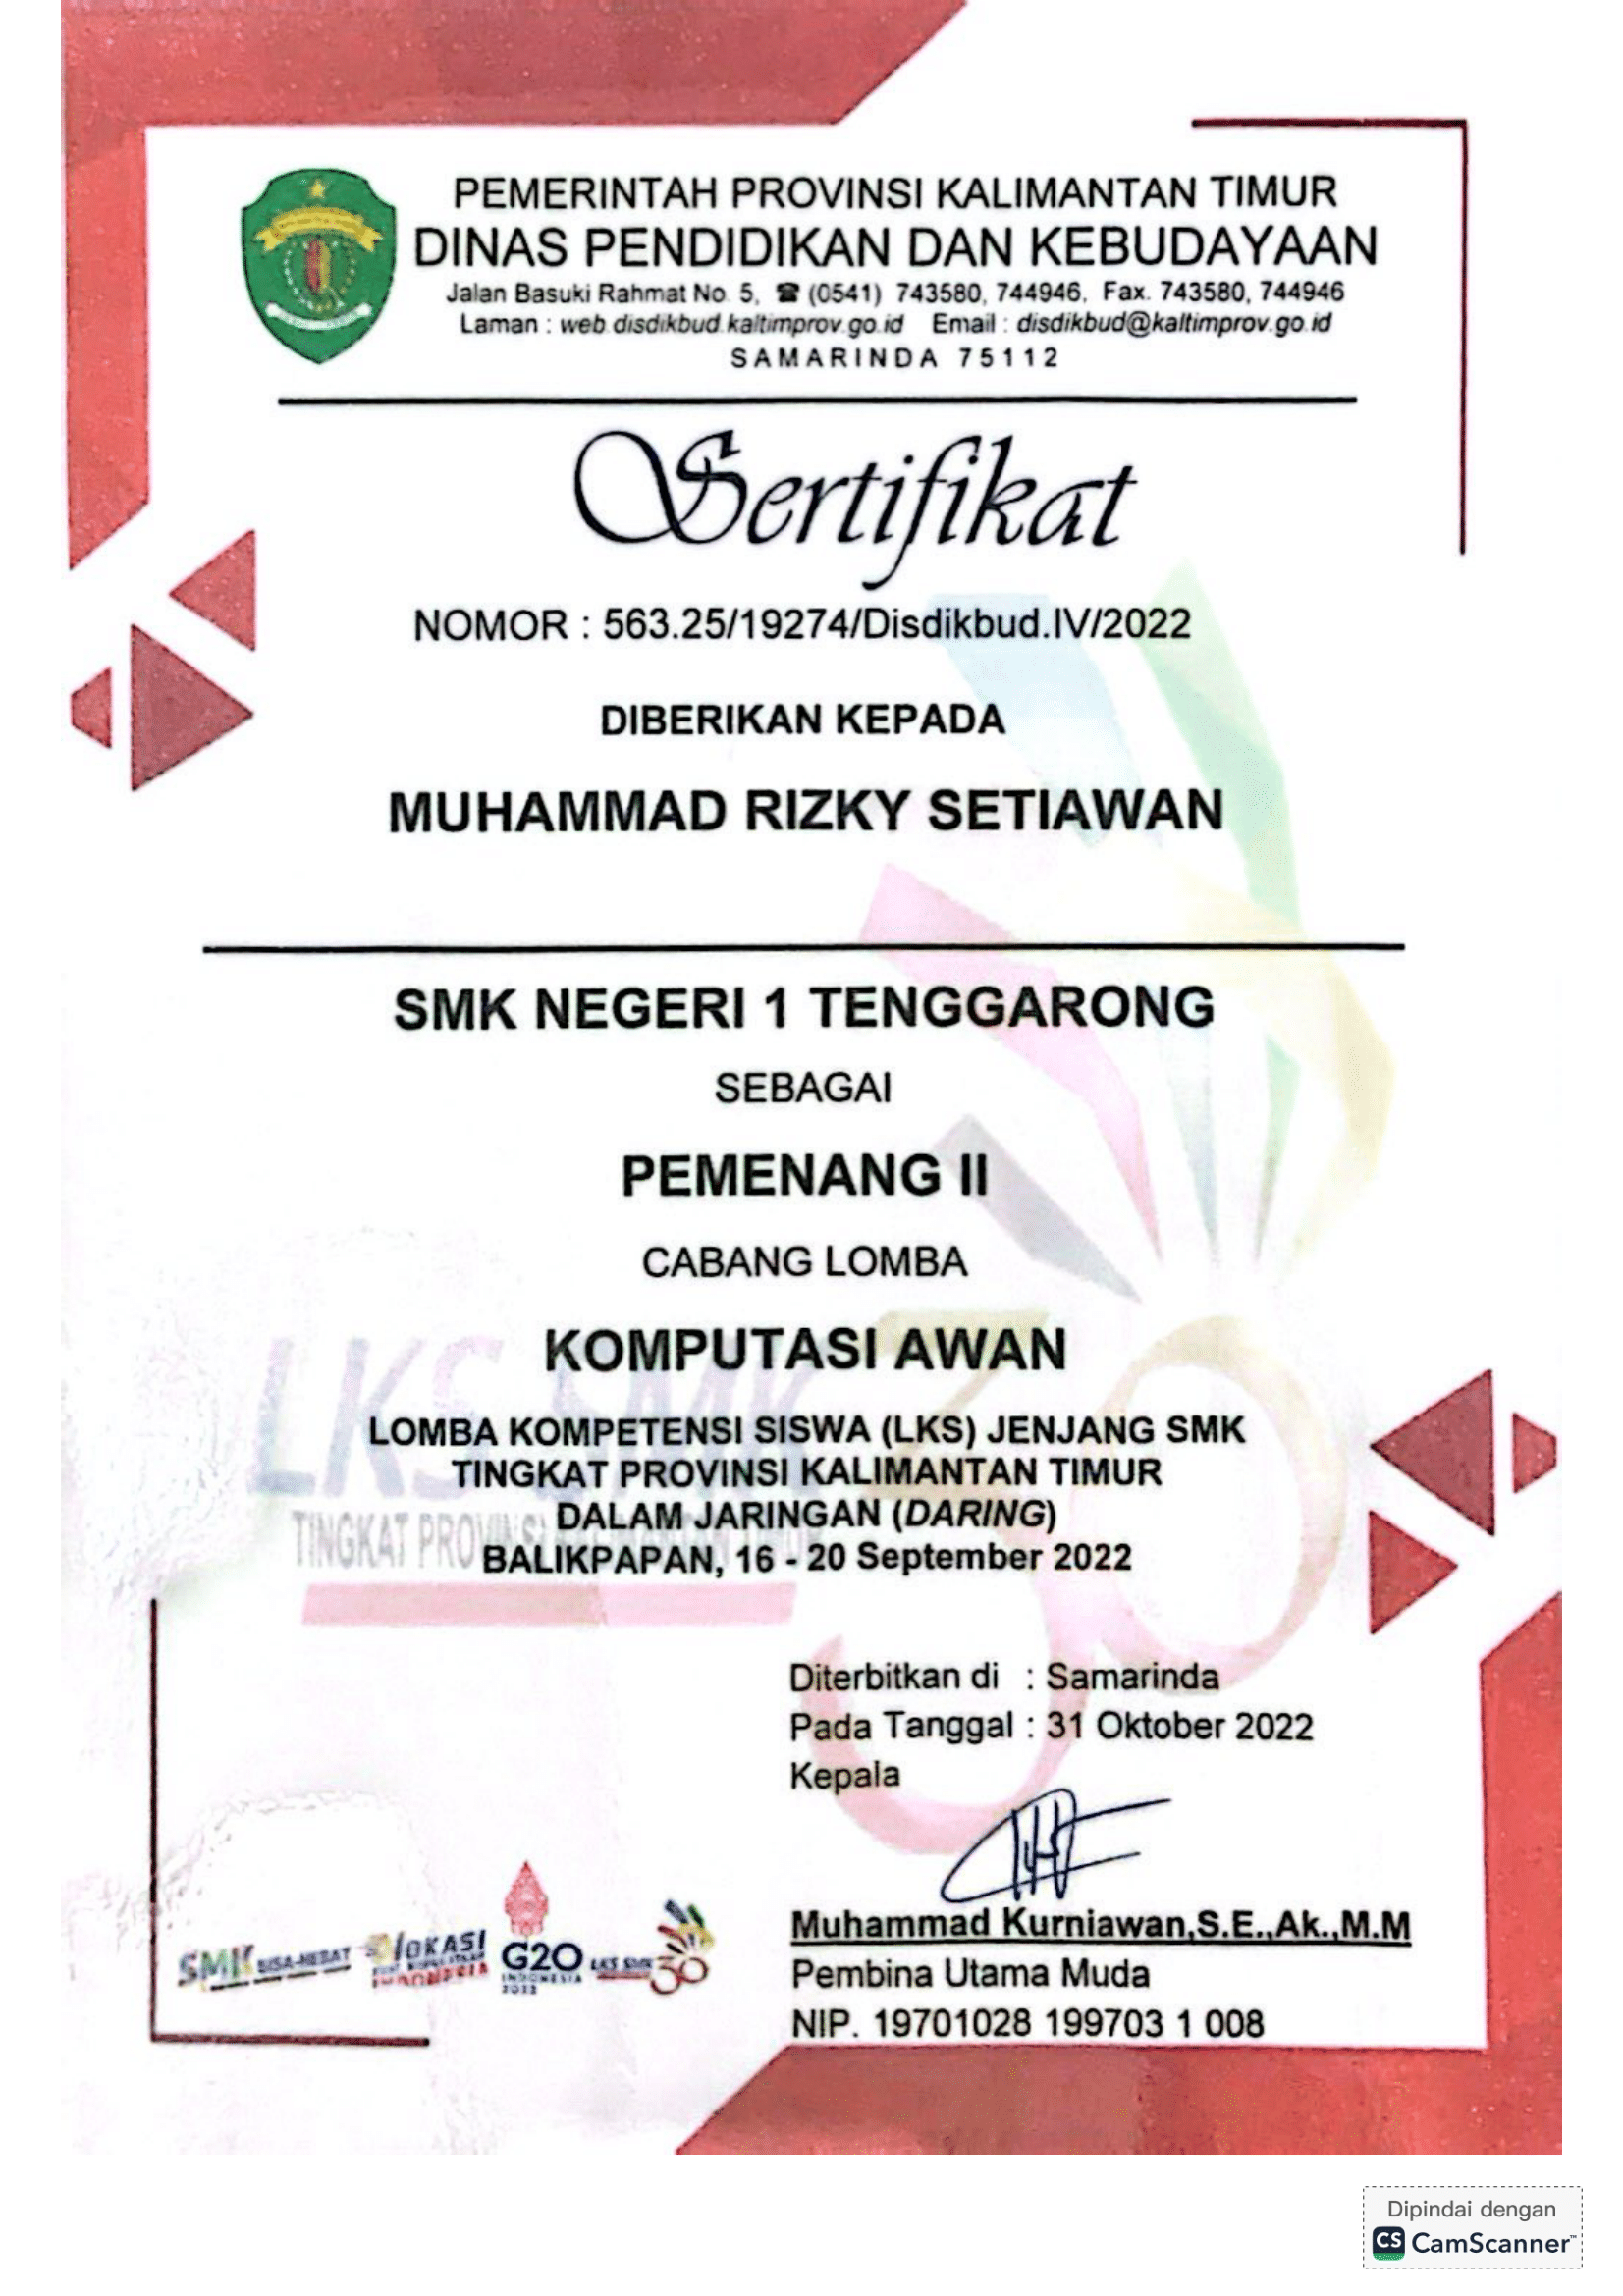 PEMERINTAH PROVINSI KALIMANTAN TIMUR
DINAS PENDIDIKAN DAN KEBUDAYAAN
Jalan Basuki Rahmat No. 5, ☎ (0541) 743580, 744946, Fax. 743580, 744946
Laman : web.disdikbud.kaltimprov.go.id Email : disdikbud@kaltimprov.go.id
SAMARINDA 75112
Sertifikat
NOMOR : 563.25/19274/Disdikbud.IV/2022
DIBERIKAN KEPADA
MUHAMMAD RIZKY SETIAWAN
SMK NEGERI 1 TENGGARONG
SEBAGAI
PEMENANG II
CABANG LOMBA
KOMPUTASI AWAN
LKS SMK 30
LOMBA KOMPETENSI SISWA (LKS) JENJANG SMK
TINGKAT PROVINSI KALIMANTAN TIMUR
DALAM JARINGAN (DARING)
TINGKAT PROVINSI
BALIKPAPAN, 16 - 20 September 2022
Diterbitkan di : Samarinda
Pada Tanggal : 31 Oktober 2022
Kepala
Muhammad Kurniawan,S.E.,Ak.,M.M
Pembina Utama Muda
NIP. 19701028 199703 1 008
SMK BISA-HEBAT
VOKASI
INDONESIA
G20
INDONESIA
2022
LKS SMK 30
Dipindai dengan
CS CamScanner™